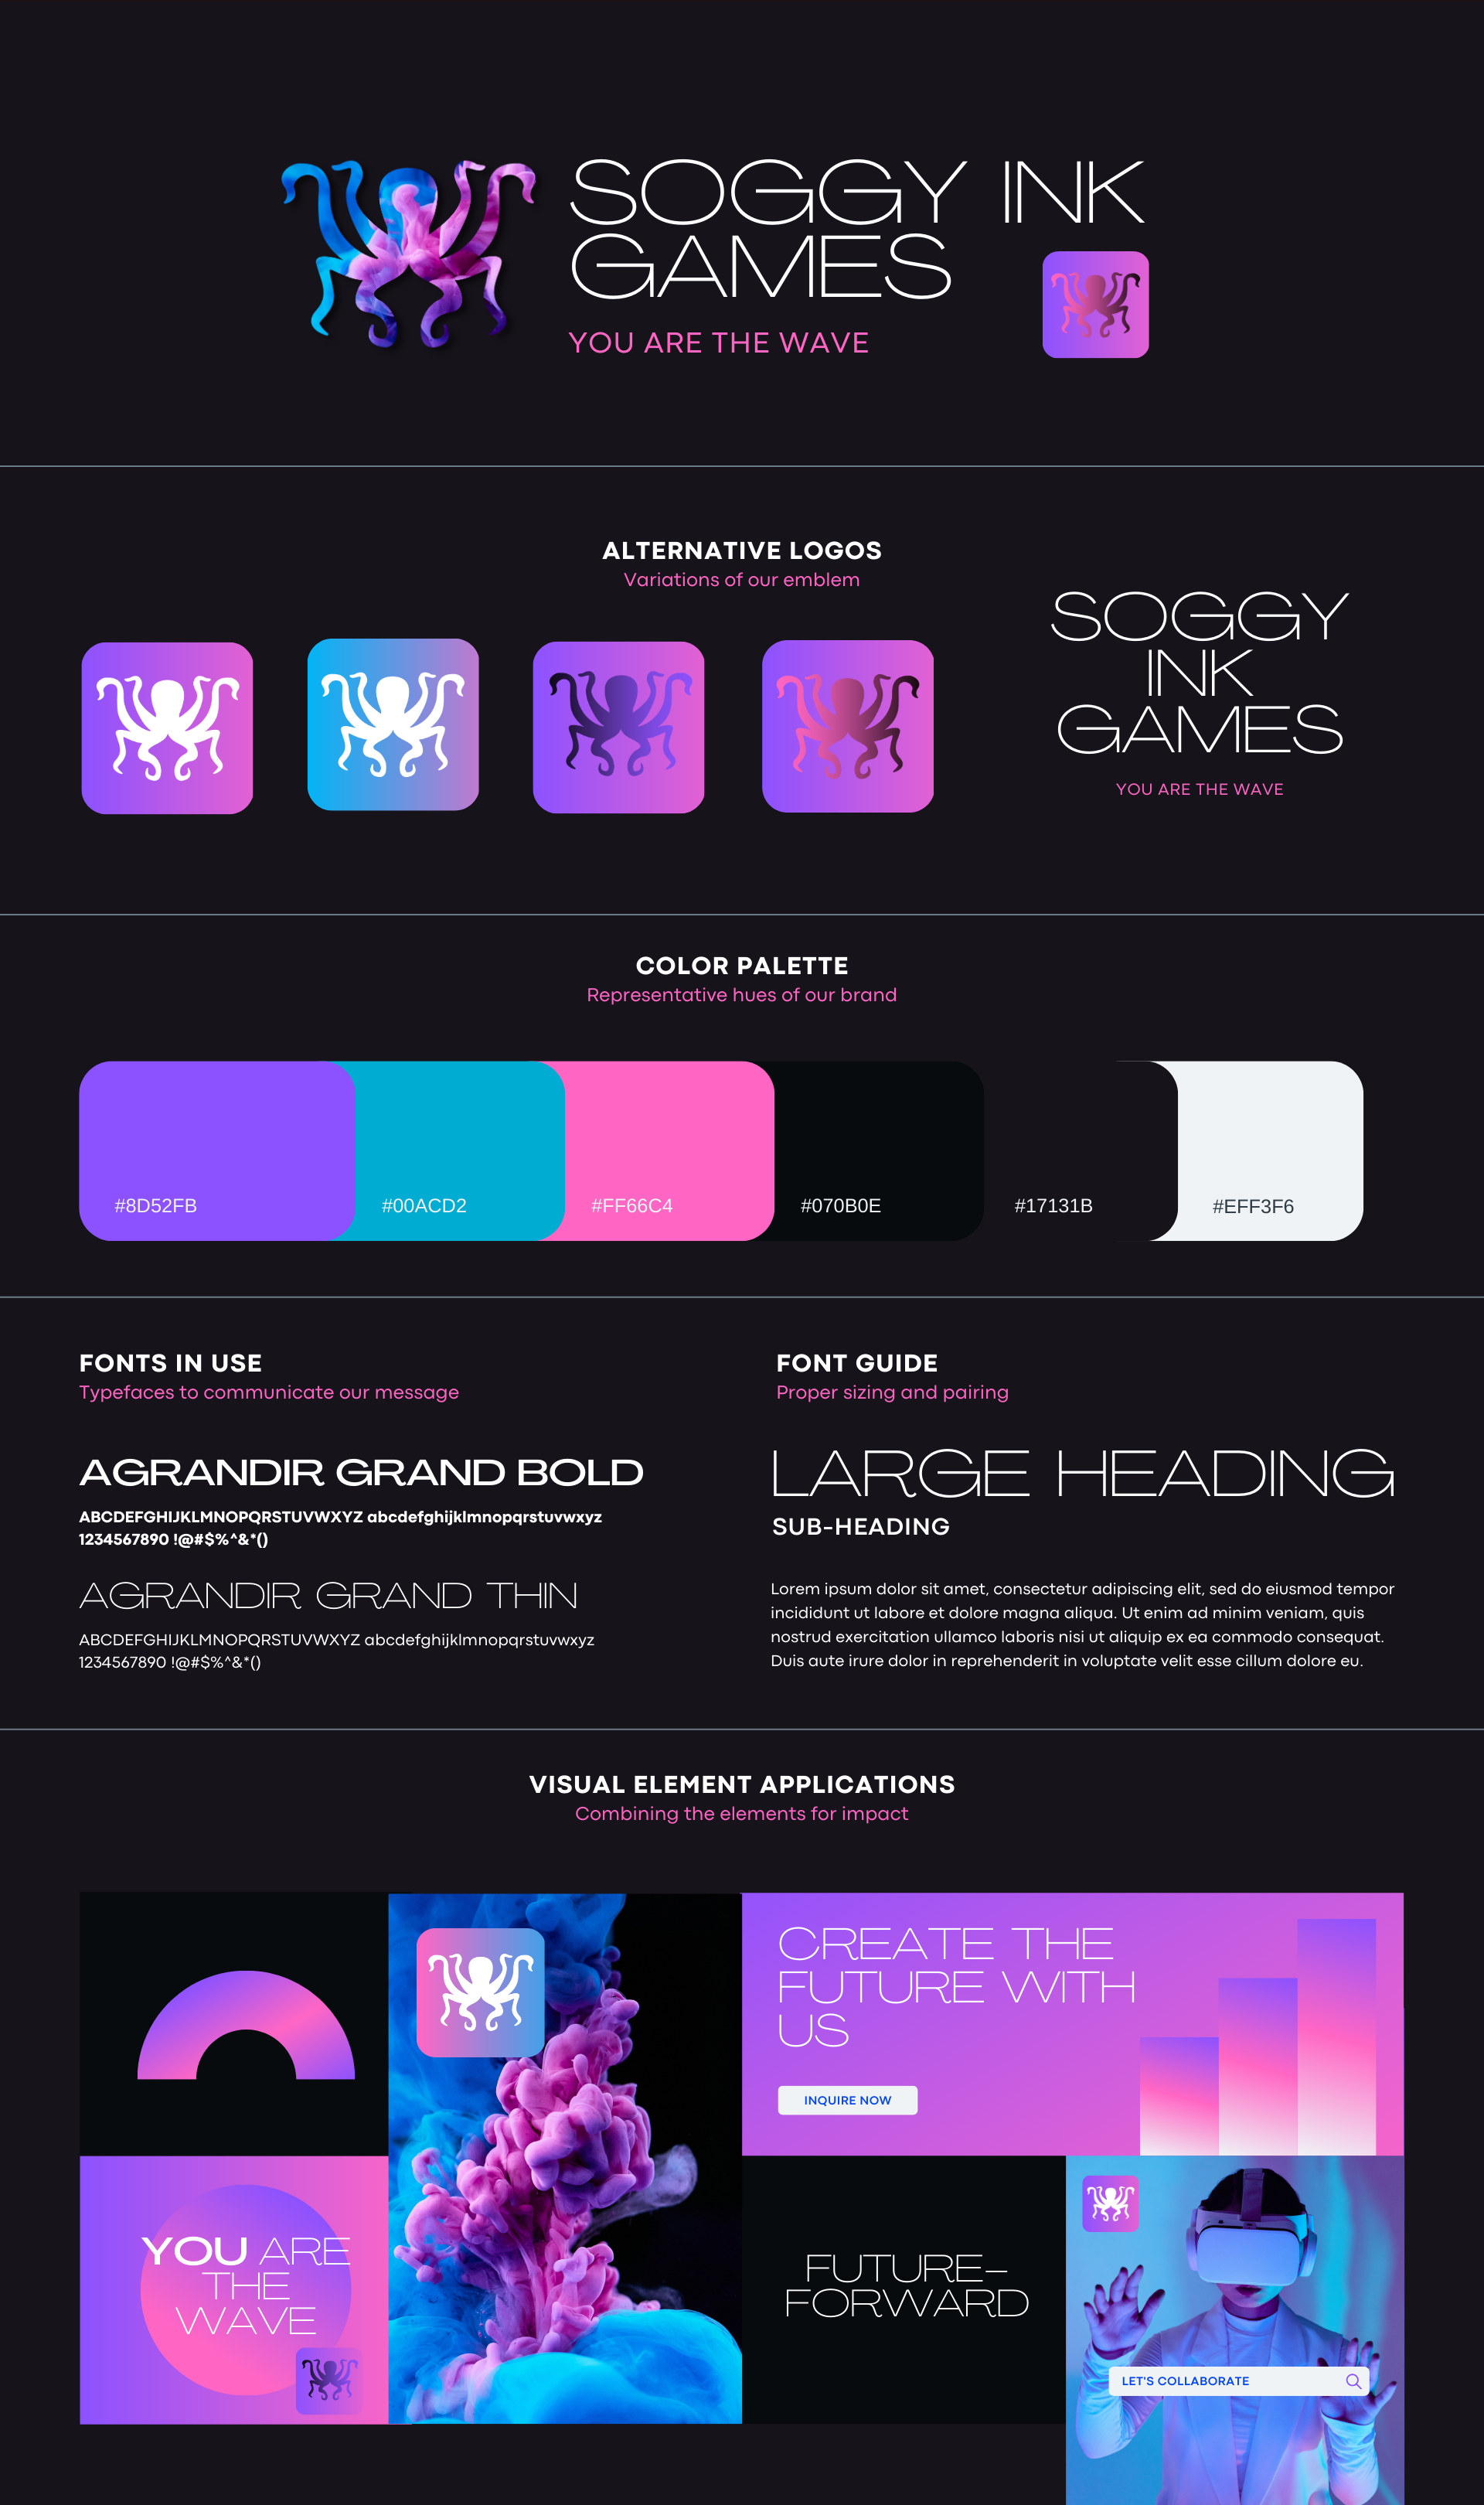 SOGGY INK
GAMES
YOU ARE THE WAVE
ALTERNATIVE LOGOS
Variations of our emblem
SOGGY
INK
GAMES
YOU ARE THE WAVE
COLOR PALETTE
Representative hues of our brand
#8D52FB
#00ACD2
#FF66C4
#070B0E
#17131B
#EFF3F6
FONTS IN USE
Typefaces to communicate our message
AGRANDIR GRAND BOLD
ABCDEFGHIJKLMNOPQRSTUVWXYZ abcdefghijklmnopqrstuvwxyz
1234567890 !@#$%^&*()
AGRANDIR GRAND THIN
ABCDEFGHIJKLMNOPQRSTUVWXYZ abcdefghijklmnopqrstuvwxyz
1234567890 !@#$%^&*()
FONT GUIDE
Proper sizing and pairing
LARGE HEADING
SUB-HEADING
Lorem ipsum dolor sit amet, consectetur adipiscing elit, sed do eiusmod tempor
incididunt ut labore et dolore magna aliqua. Ut enim ad minim veniam, quis
nostrud exercitation ullamco laboris nisi ut aliquip ex ea commodo consequat.
Duis aute irure dolor in reprehenderit in voluptate velit esse cillum dolore eu.
VISUAL ELEMENT APPLICATIONS
Combining the elements for impact
CREATE THE
FUTURE WITH
US
INQUIRE NOW
YOU ARE
THE
WAVE
FUTURE-
FORWARD
LET'S COLLABORATE